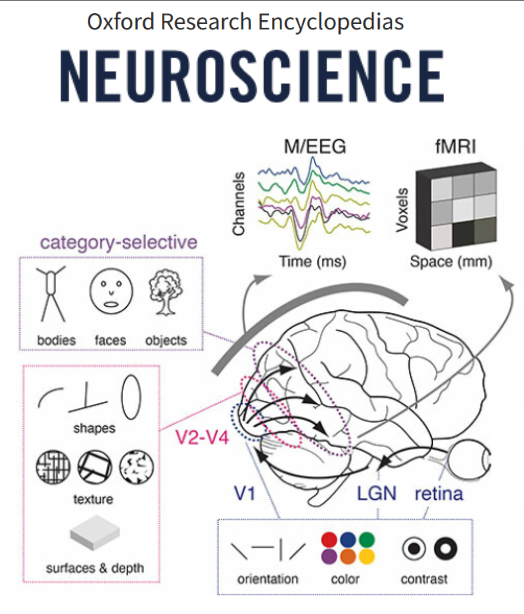 Oxford Research Encyclopedias
NEUROSCIENCE
M/EEG
fMRI
Channels
Voxels
Time (ms)
Space (mm)
category-selective
bodies faces objects
shapes
V2-V4
texture
surfaces & depth
V1
LGN retina
orientation color contrast